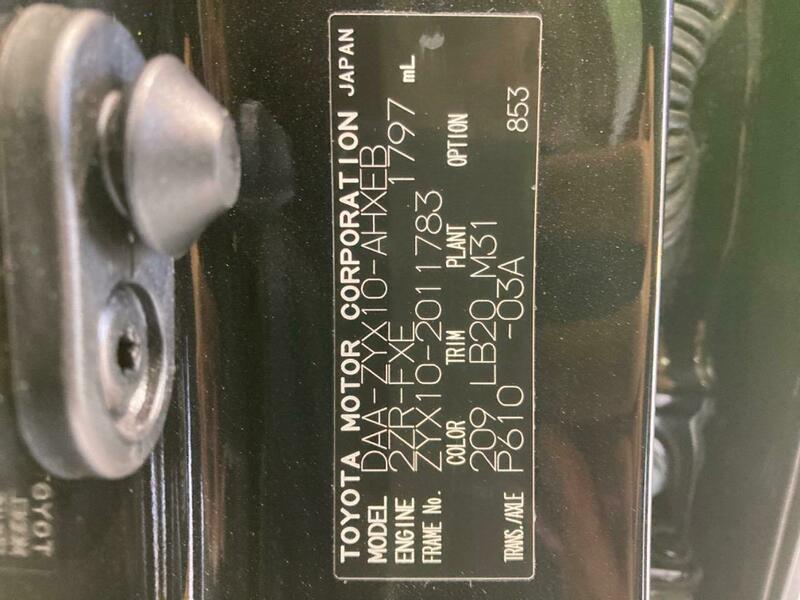 TOYOTA MOTOR CORPORATION JAPAN
MODEL DAA-ZYX10-AHXEB
ENGINE 2ZR-FXE 1797 mL
FRAME No. ZYX10-2011783
COLOR TRIM PLANT OPTION
209 LB20 M31
TRANS./AXLE P610 -03A 853
TOYOT